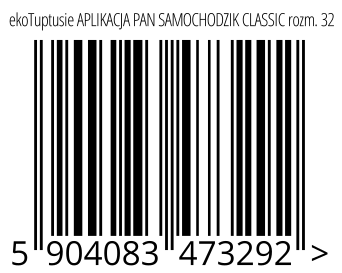 ekoTuptusie APLIKACJA PAN SAMOCHODZIK CLASSIC rozm. 32
5 904083 473292 >